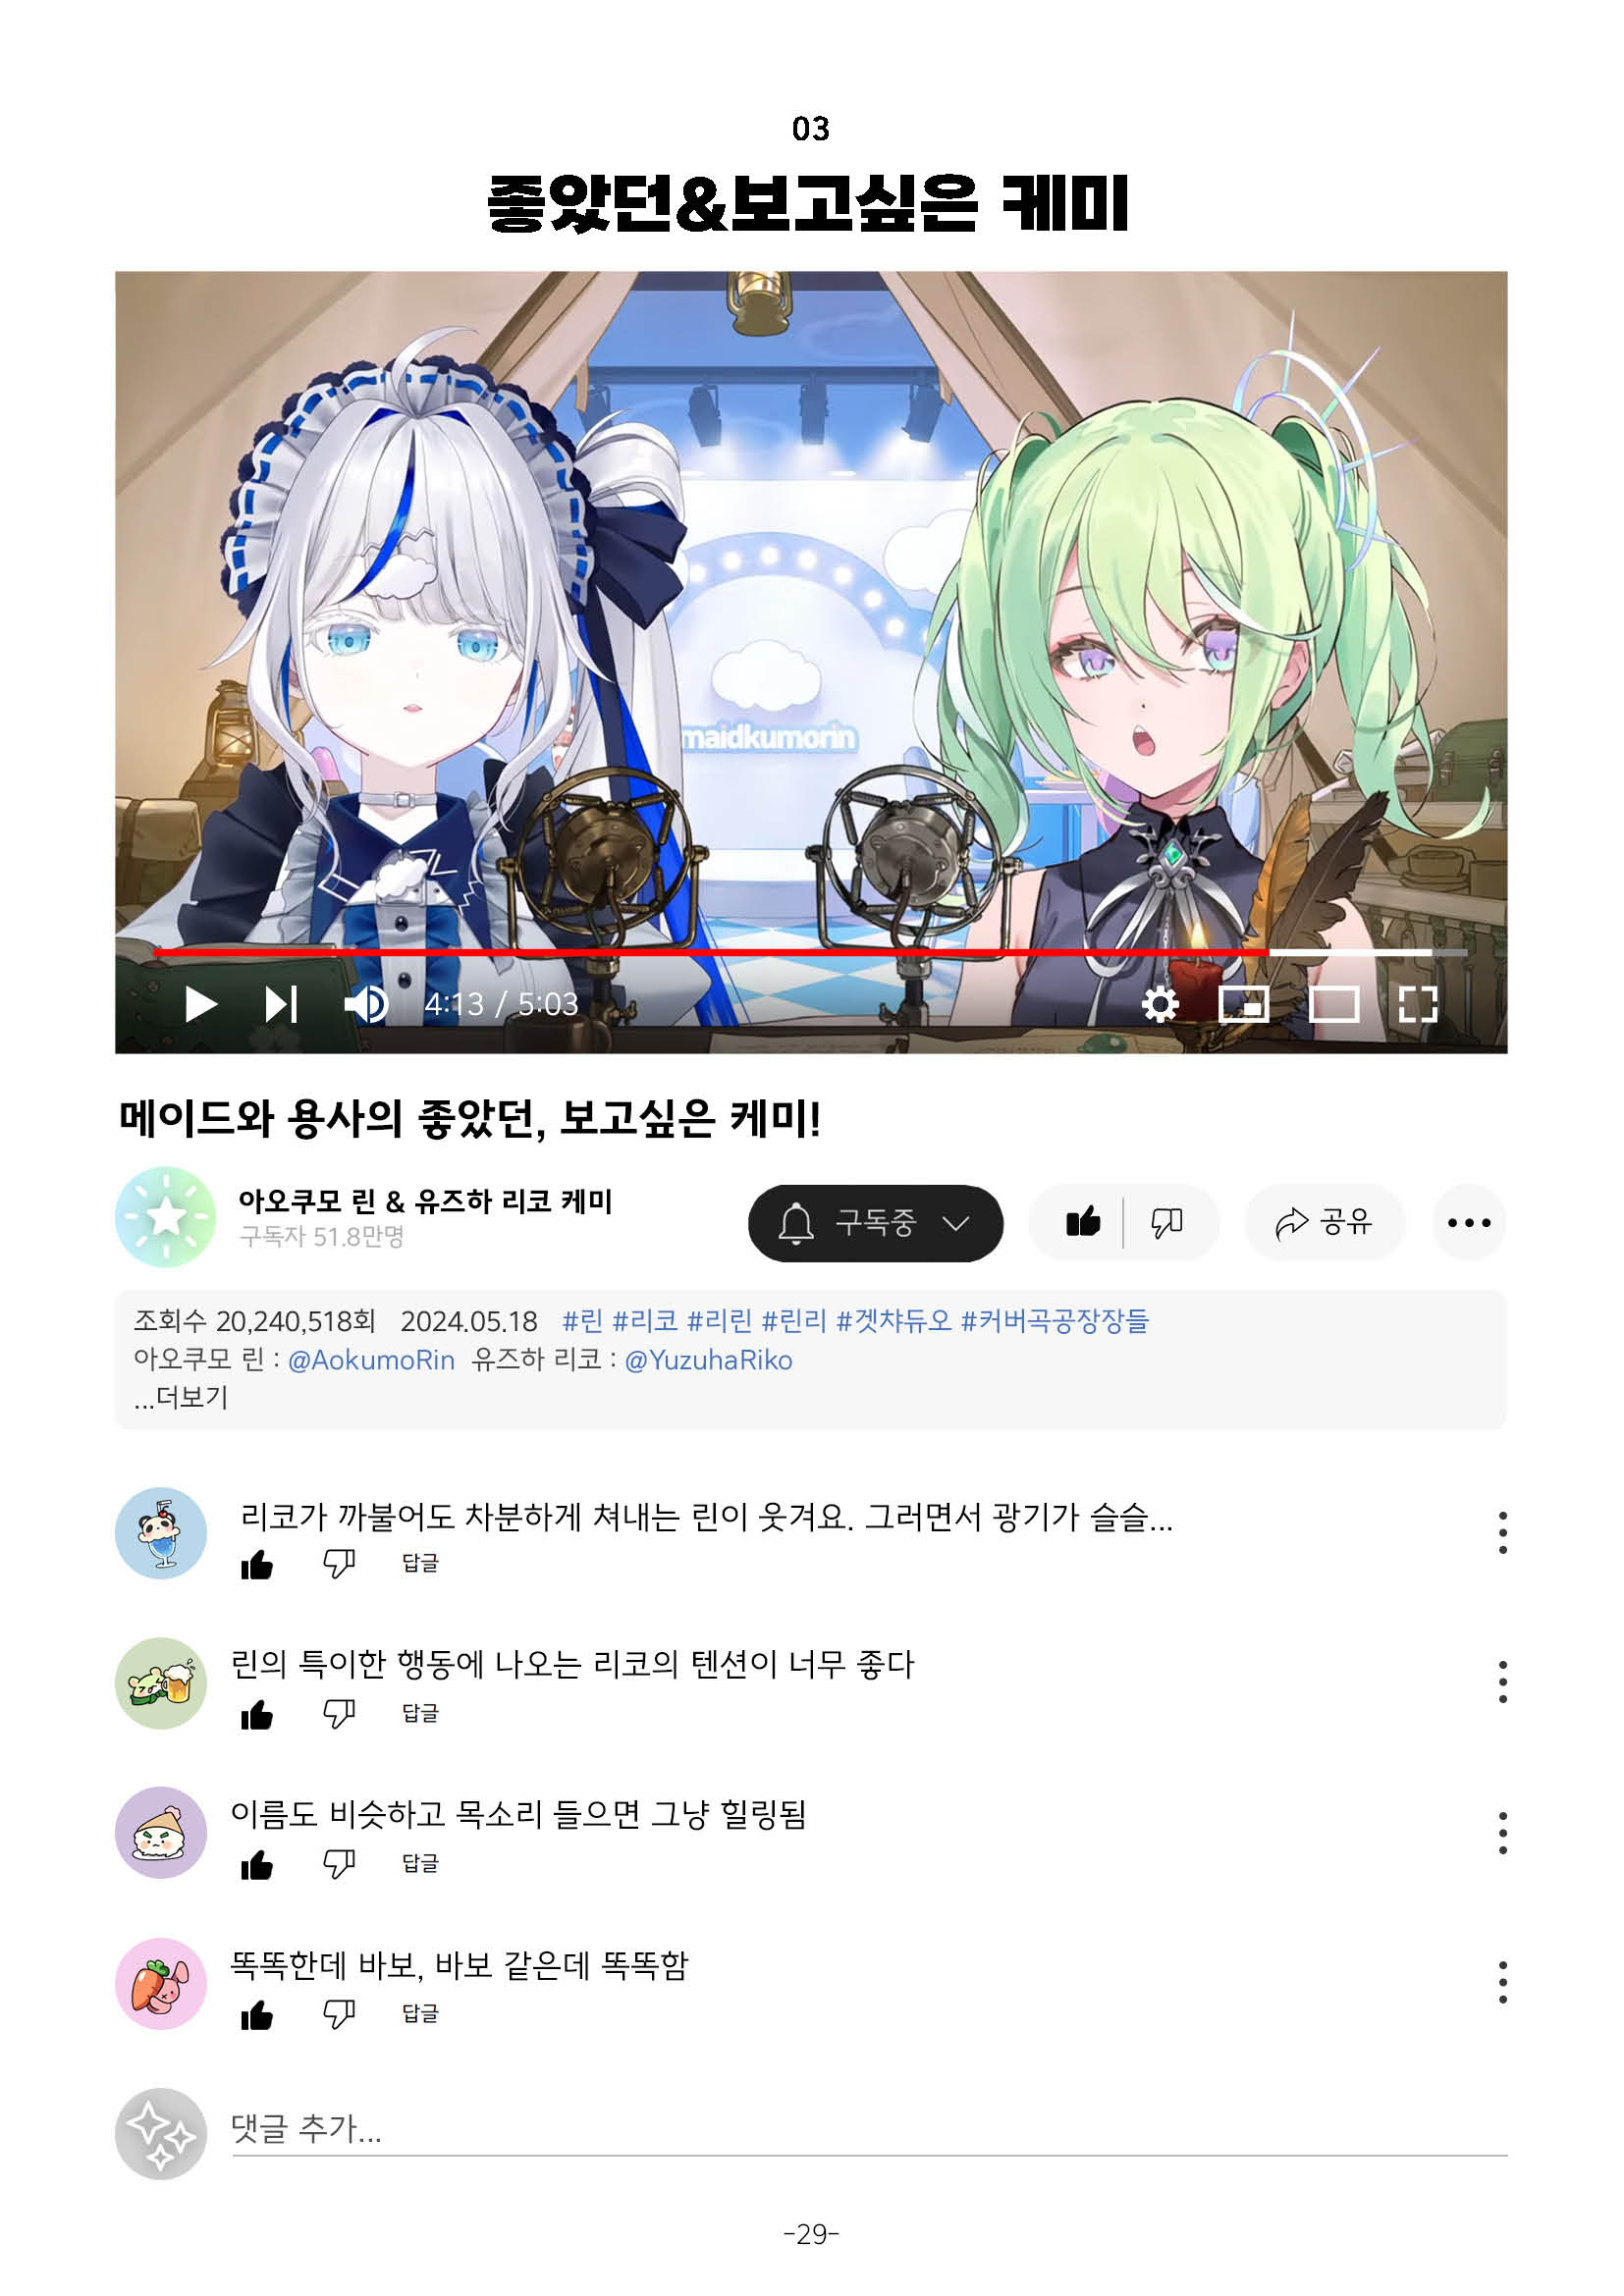 03
좋았던&보고싶은 케미
maidkumorin
4:13 / 5:03
메이드와 용사의 좋았던, 보고싶은 케미!
아오쿠모 린 & 유즈하 리코 케미
구독자 51.8만명
구독중
공유
조회수 20,240,518회 2024.05.18 #린 #리코 #리린 #린리 #겟챠듀오 #커버곡공장장들
아오쿠모 린 : @AokumoRin 유즈하 리코 : @YuzuhaRiko
...더보기
리코가 까불어도 차분하게 쳐내는 린이 웃겨요. 그러면서 광기가 슬슬...
답글
린의 특이한 행동에 나오는 리코의 텐션이 너무 좋다
답글
이름도 비슷하고 목소리 들으면 그냥 힐링됨
답글
똑똑한데 바보, 바보 같은데 똑똑함
답글
댓글 추가...
-29-